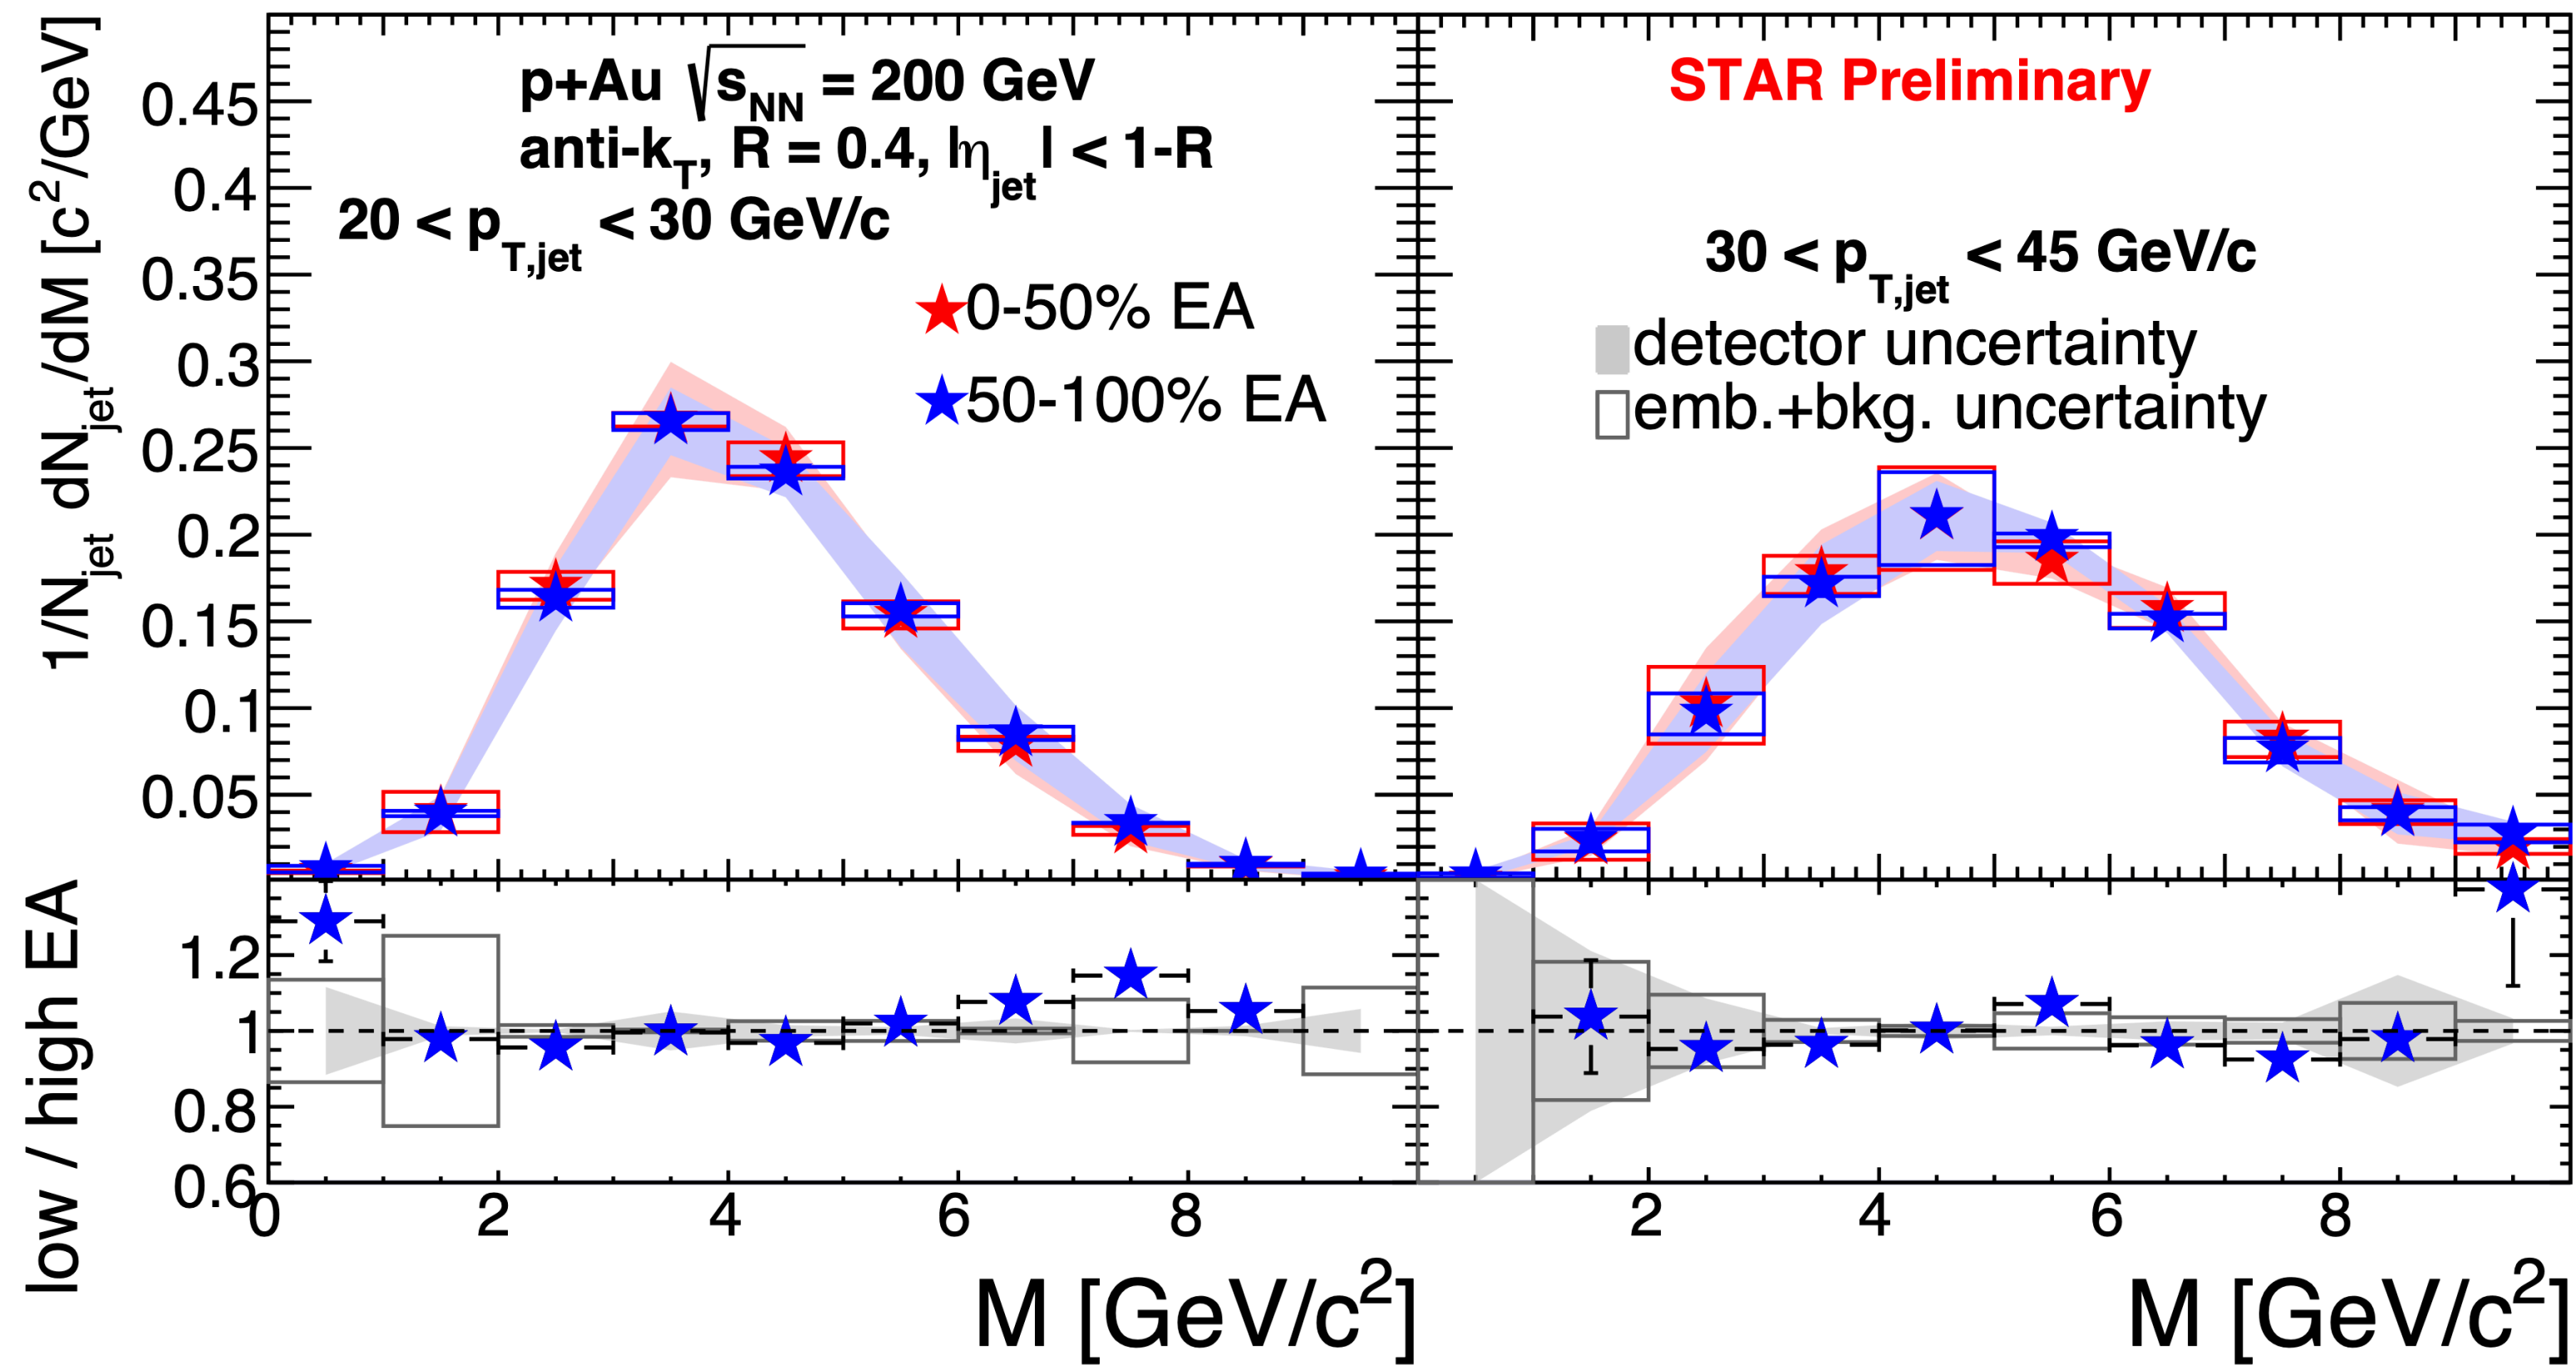 1/N_jet dN_jet/dM [c²/GeV]
0.45
0.4
0.35
0.3
0.25
0.2
0.15
0.1
0.05
p+Au √s_NN = 200 GeV
anti-k_T, R = 0.4, |η_jet| < 1-R
20 < p_T,jet < 30 GeV/c
0-50% EA
50-100% EA
STAR Preliminary
30 < p_T,jet < 45 GeV/c
detector uncertainty
emb.+bkg. uncertainty
low / high EA
1.2
1
0.8
0.6
0 2 4 6 8
2 4 6 8
M [GeV/c²]
M [GeV/c²]